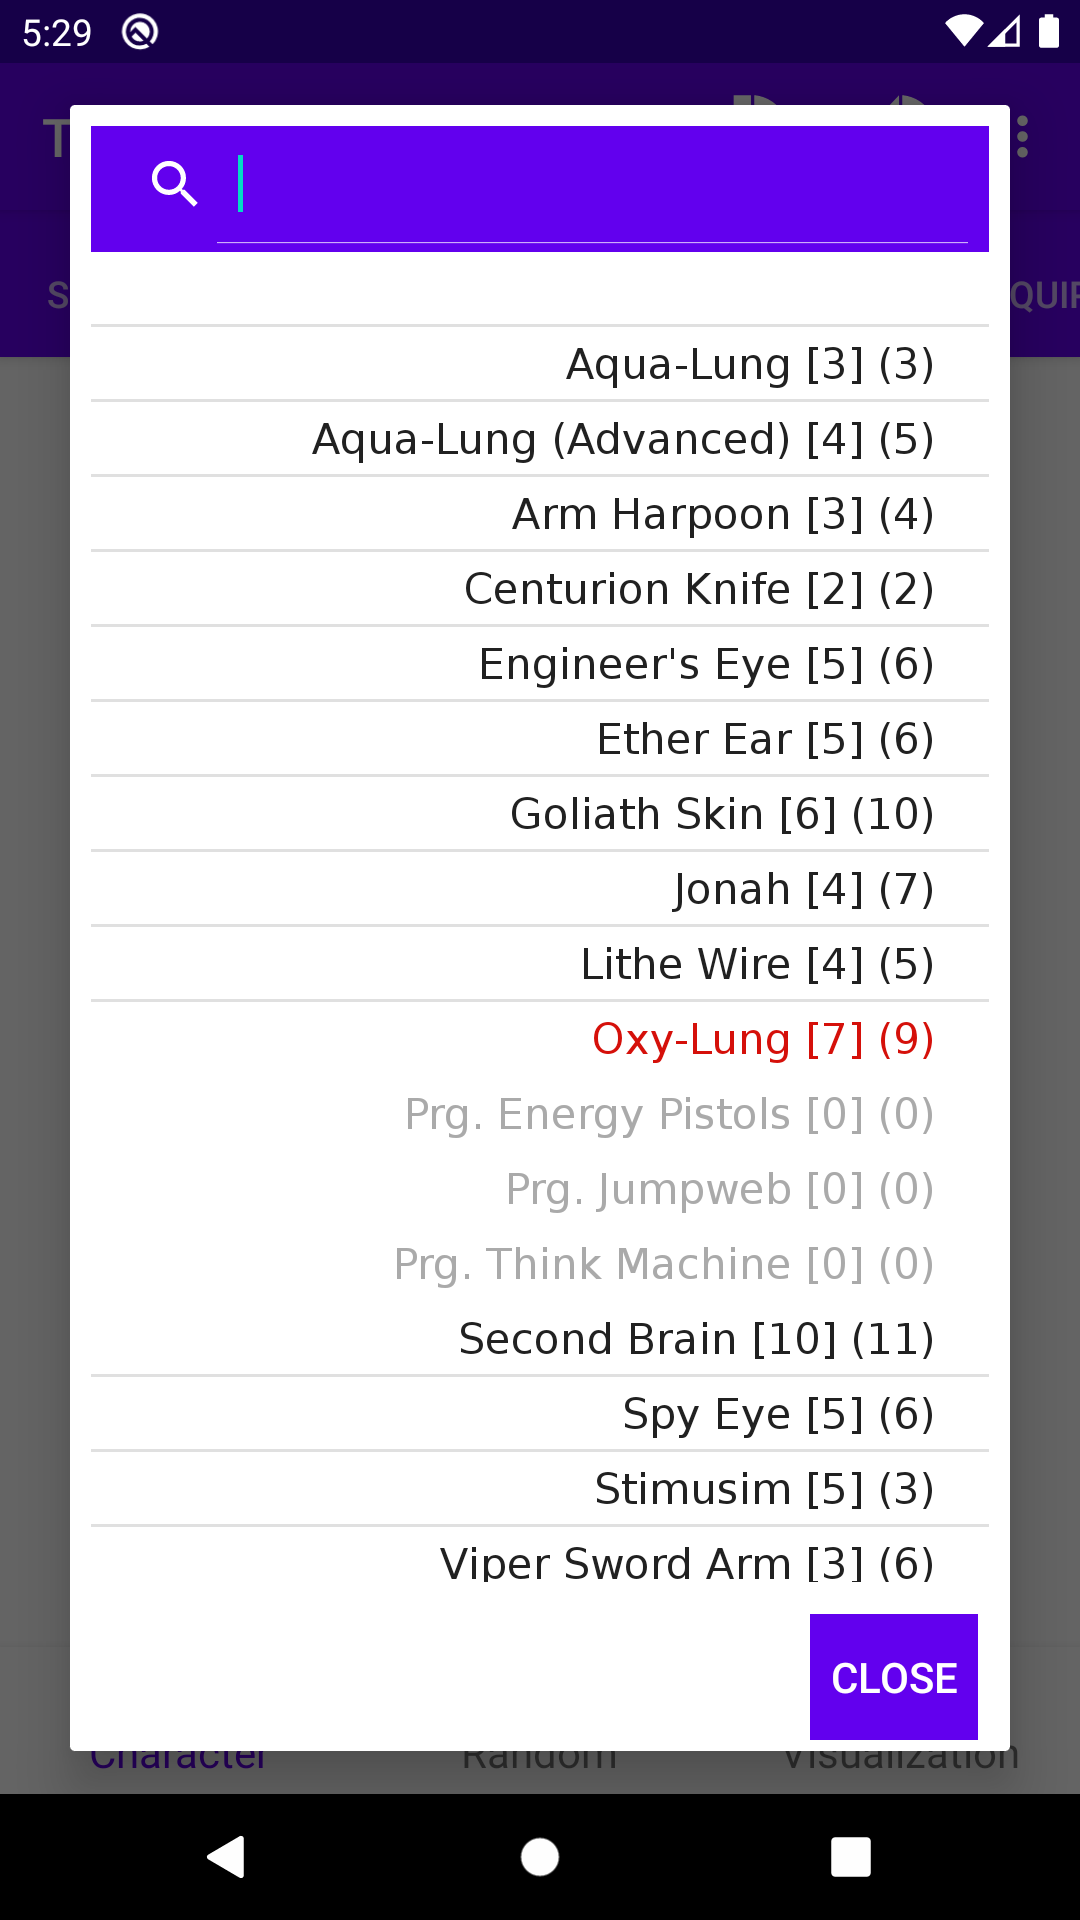 5:29
T
S
QUIP
Aqua-Lung [3] (3)
Aqua-Lung (Advanced) [4] (5)
Arm Harpoon [3] (4)
Centurion Knife [2] (2)
Engineer's Eye [5] (6)
Ether Ear [5] (6)
Goliath Skin [6] (10)
Jonah [4] (7)
Lithe Wire [4] (5)
Oxy-Lung [7] (9)
Prg. Energy Pistols [0] (0)
Prg. Jumpweb [0] (0)
Prg. Think Machine [0] (0)
Second Brain [10] (11)
Spy Eye [5] (6)
Stimusim [5] (3)
Viper Sword Arm [3] (6)
CLOSE
Character Random Visualization